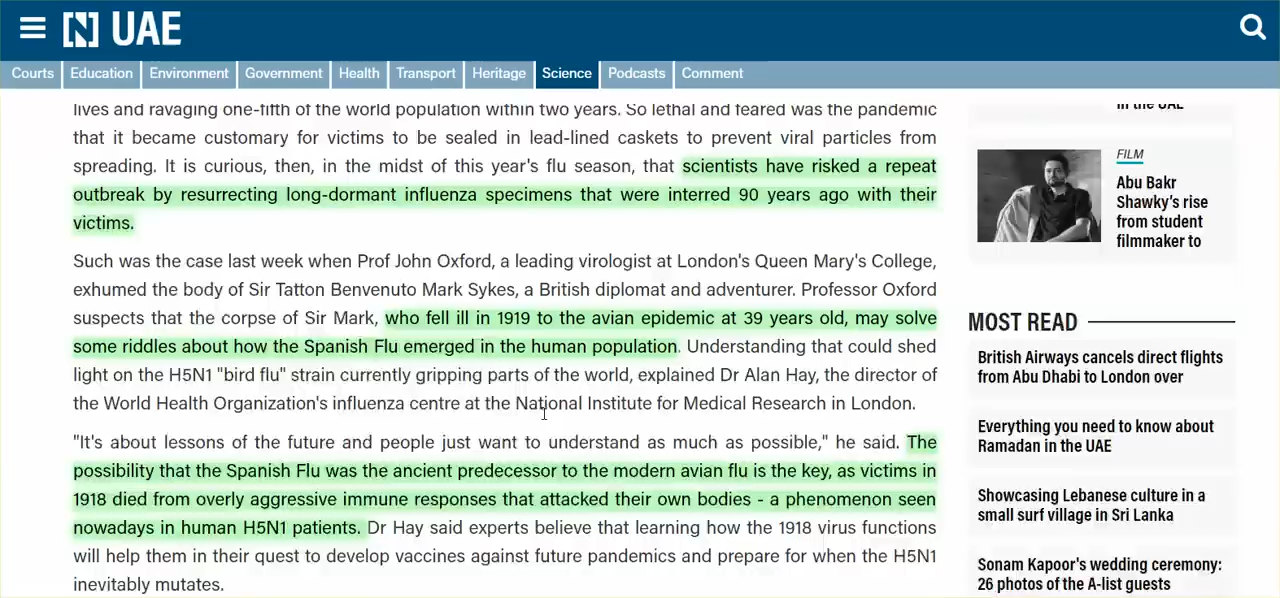 UAE
Courts
Education
Environment
Government
Health
Transport
Heritage
Science
Podcasts
Comment
lives and ravaging one-fifth of the world population within two years. So lethal and feared was the pandemic
that it became customary for victims to be sealed in lead-lined caskets to prevent viral particles from
spreading. It is curious, then, in the midst of this year's flu season, that scientists have risked a repeat
outbreak by resurrecting long-dormant influenza specimens that were interred 90 years ago with their
victims.
Such was the case last week when Prof John Oxford, a leading virologist at London's Queen Mary's College,
exhumed the body of Sir Tatton Benvenuto Mark Sykes, a British diplomat and adventurer. Professor Oxford
suspects that the corpse of Sir Mark, who fell ill in 1919 to the avian epidemic at 39 years old, may solve
some riddles about how the Spanish Flu emerged in the human population. Understanding that could shed
light on the H5N1 "bird flu" strain currently gripping parts of the world, explained Dr Alan Hay, the director of
the World Health Organization's influenza centre at the National Institute for Medical Research in London.
"It's about lessons of the future and people just want to understand as much as possible," he said. The
possibility that the Spanish Flu was the ancient predecessor to the modern avian flu is the key, as victims in
1918 died from overly aggressive immune responses that attacked their own bodies - a phenomenon seen
nowadays in human H5N1 patients. Dr Hay said experts believe that learning how the 1918 virus functions
will help them in their quest to develop vaccines against future pandemics and prepare for when the H5N1
inevitably mutates.
in the UAE
FILM
Abu Bakr
Shawky's rise
from student
filmmaker to
MOST READ
British Airways cancels direct flights
from Abu Dhabi to London over
Everything you need to know about
Ramadan in the UAE
Showcasing Lebanese culture in a
small surf village in Sri Lanka
Sonam Kapoor's wedding ceremony:
26 photos of the A-list guests